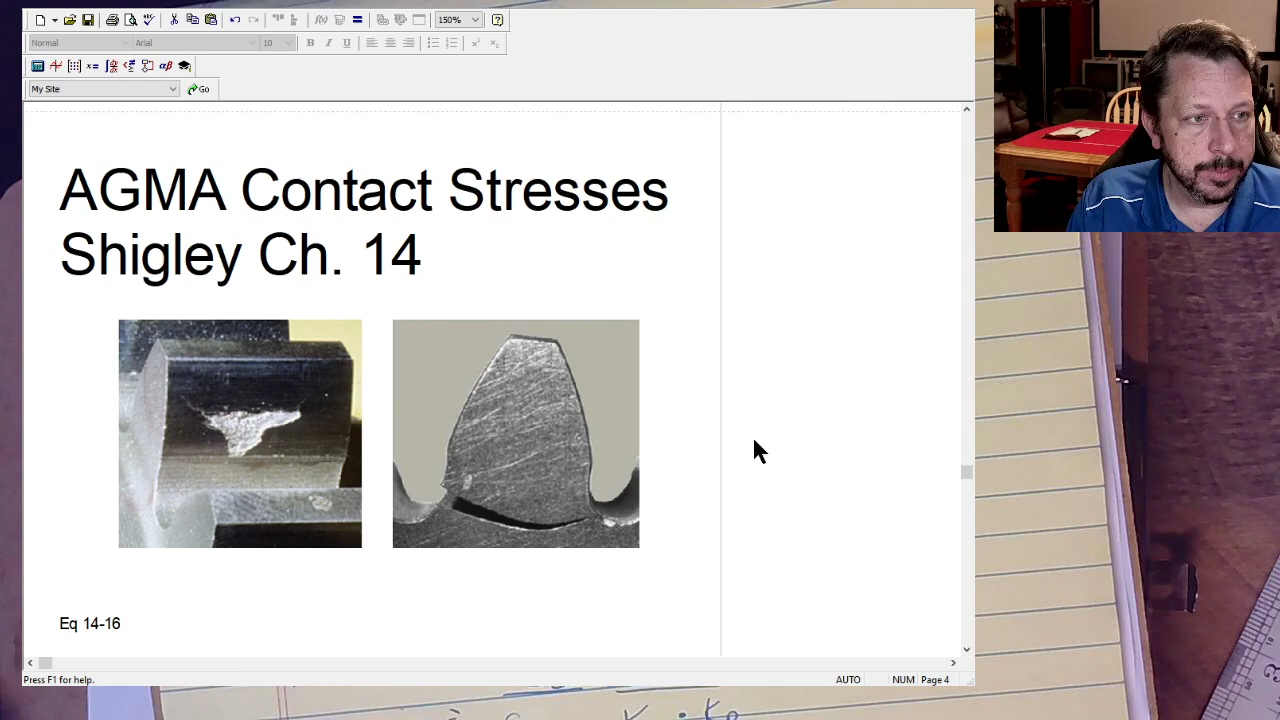 150%
Normal Arial 10 B I U
x=
αβ
My Site Go
AGMA Contact Stresses
Shigley Ch. 14
Eq 14-16
Press F1 for help. AUTO NUM Page 4